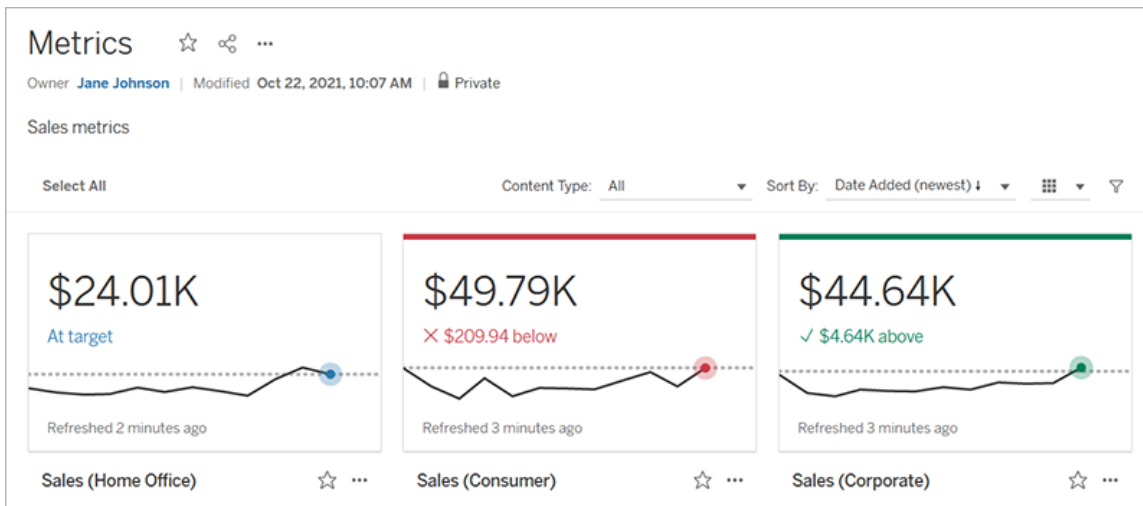 Metrics
Owner Jane Johnson | Modified Oct 22, 2021, 10:07 AM | Private
Sales metrics
Select All Content Type: All Sort By: Date Added (newest) ↓
$24.01K $49.79K $44.64K
At target × $209.94 below ✓ $4.64K above
Refreshed 2 minutes ago Refreshed 3 minutes ago Refreshed 3 minutes ago
Sales (Home Office) Sales (Consumer) Sales (Corporate)